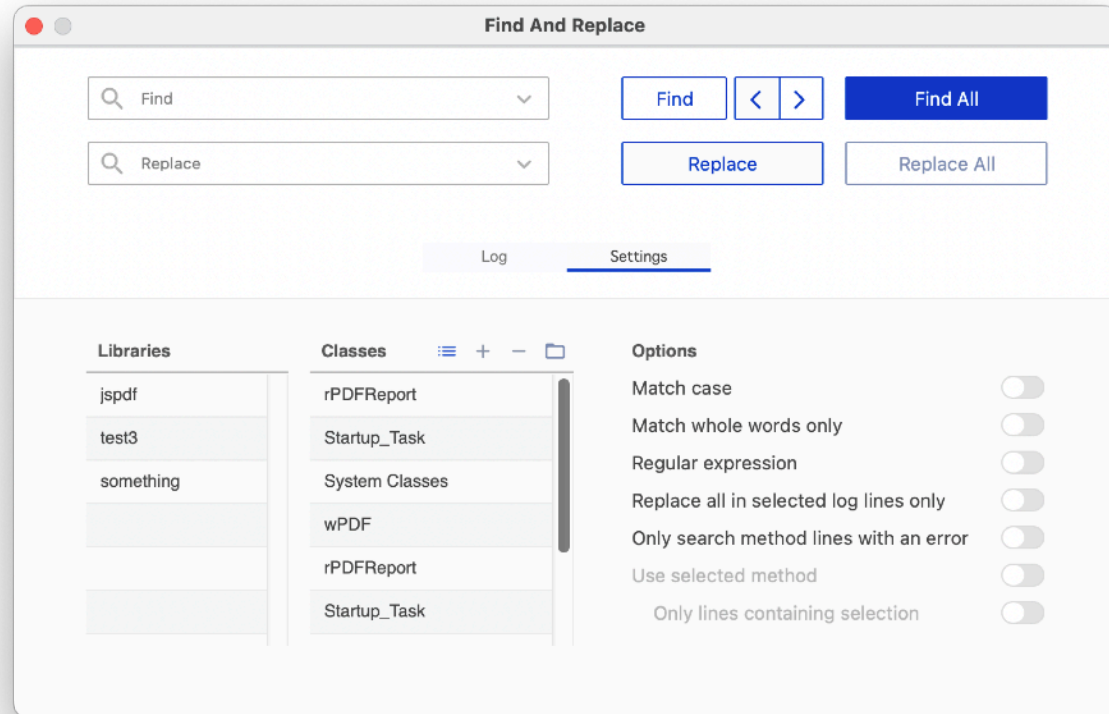 Find And Replace
Find
Find
Find All
Replace
Replace
Replace All
Log
Settings
Libraries
jspdf
test3
something
Classes
rPDFReport
Startup_Task
System Classes
wPDF
rPDFReport
Startup_Task
Options
Match case
Match whole words only
Regular expression
Replace all in selected log lines only
Only search method lines with an error
Use selected method
Only lines containing selection